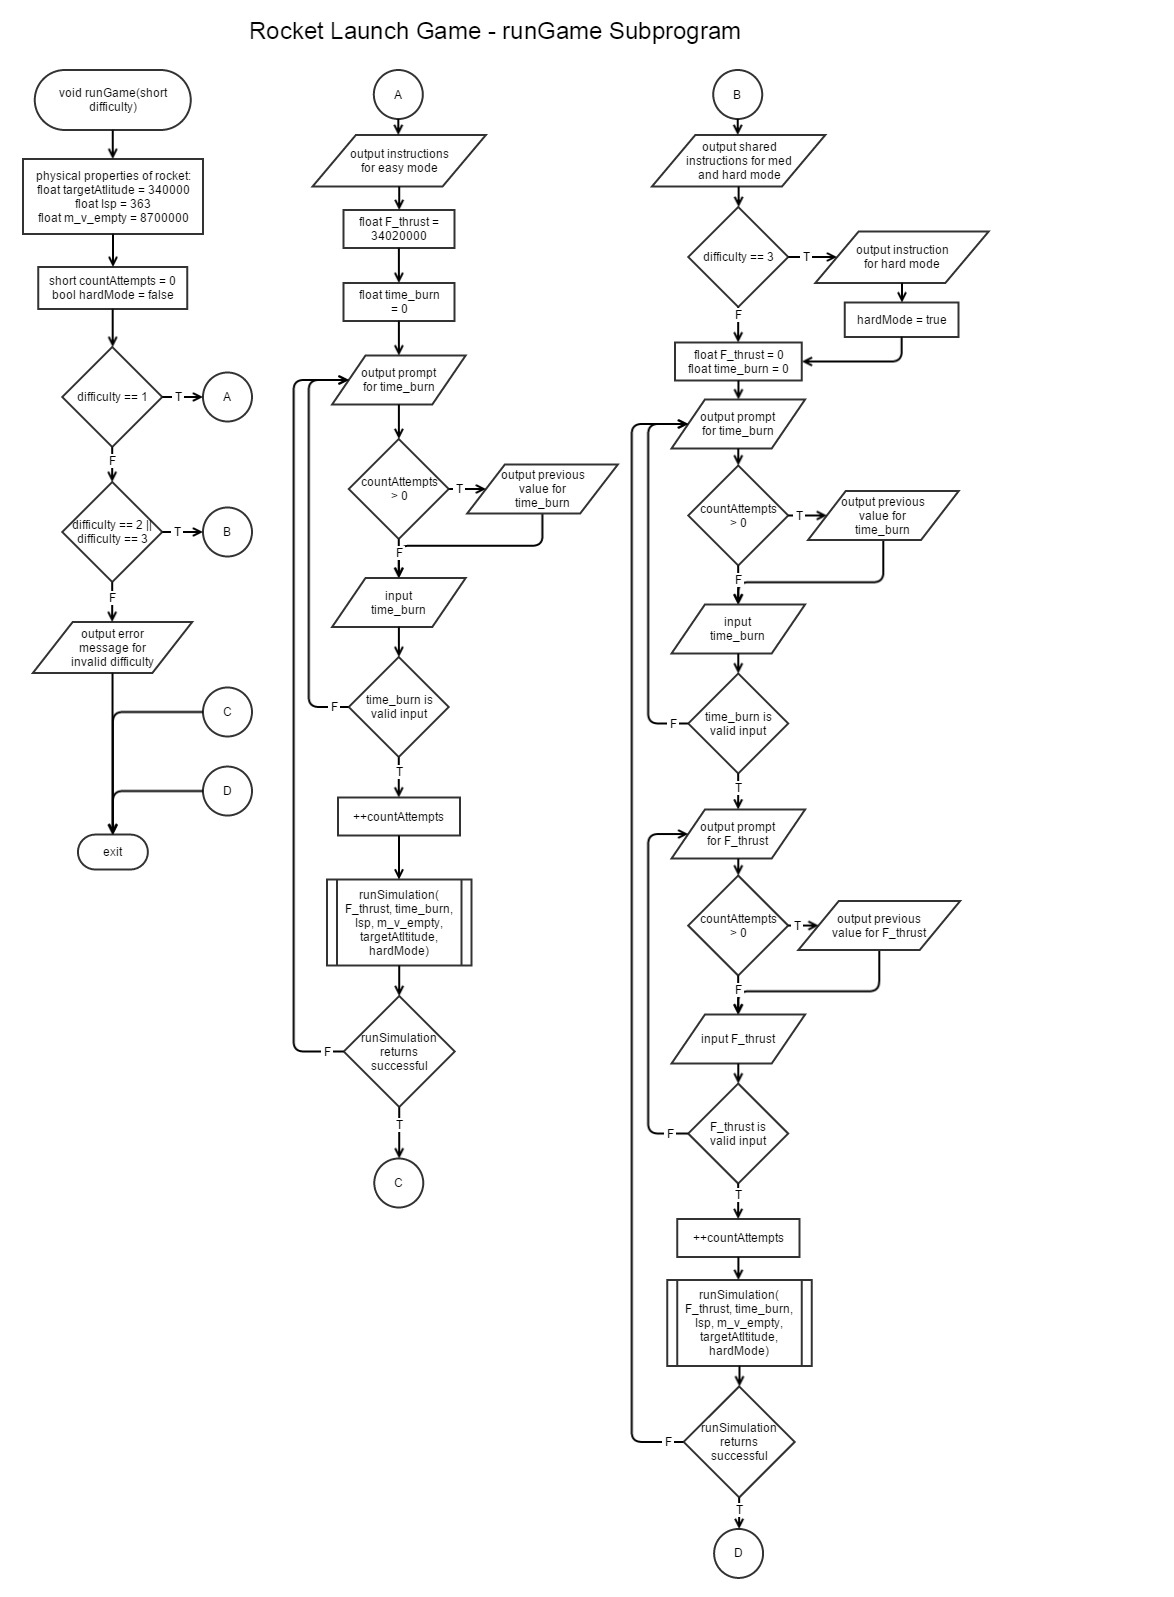 Rocket Launch Game - runGame Subprogram
void runGame(short
difficulty)
physical properties of rocket:
float targetAtlitude = 340000
float Isp = 363
float m_v_empty = 8700000
short countAttempts = 0
bool hardMode = false
difficulty == 1
T
A
F
difficulty == 2 ||
difficulty == 3
T
B
F
output error
message for
invalid difficulty
C
D
exit
A
output instructions
for easy mode
float F_thrust =
34020000
float time_burn
= 0
output prompt
for time_burn
countAttempts
> 0
T
output previous
value for
time_burn
F
input
time_burn
time_burn is
valid input
F
T
++countAttempts
runSimulation(
F_thrust, time_burn,
Isp, m_v_empty,
targetAtltitude,
hardMode)
runSimulation
returns
successful
F
T
C
B
output shared
instructions for med
and hard mode
difficulty == 3
T
output instruction
for hard mode
hardMode = true
F
float F_thrust = 0
float time_burn = 0
output prompt
for time_burn
countAttempts
> 0
T
output previous
value for
time_burn
F
input
time_burn
time_burn is
valid input
F
T
output prompt
for F_thrust
countAttempts
> 0
T
output previous
value for F_thrust
F
input F_thrust
F_thrust is
valid input
F
T
++countAttempts
runSimulation(
F_thrust, time_burn,
Isp, m_v_empty,
targetAtltitude,
hardMode)
runSimulation
returns
successful
F
T
D